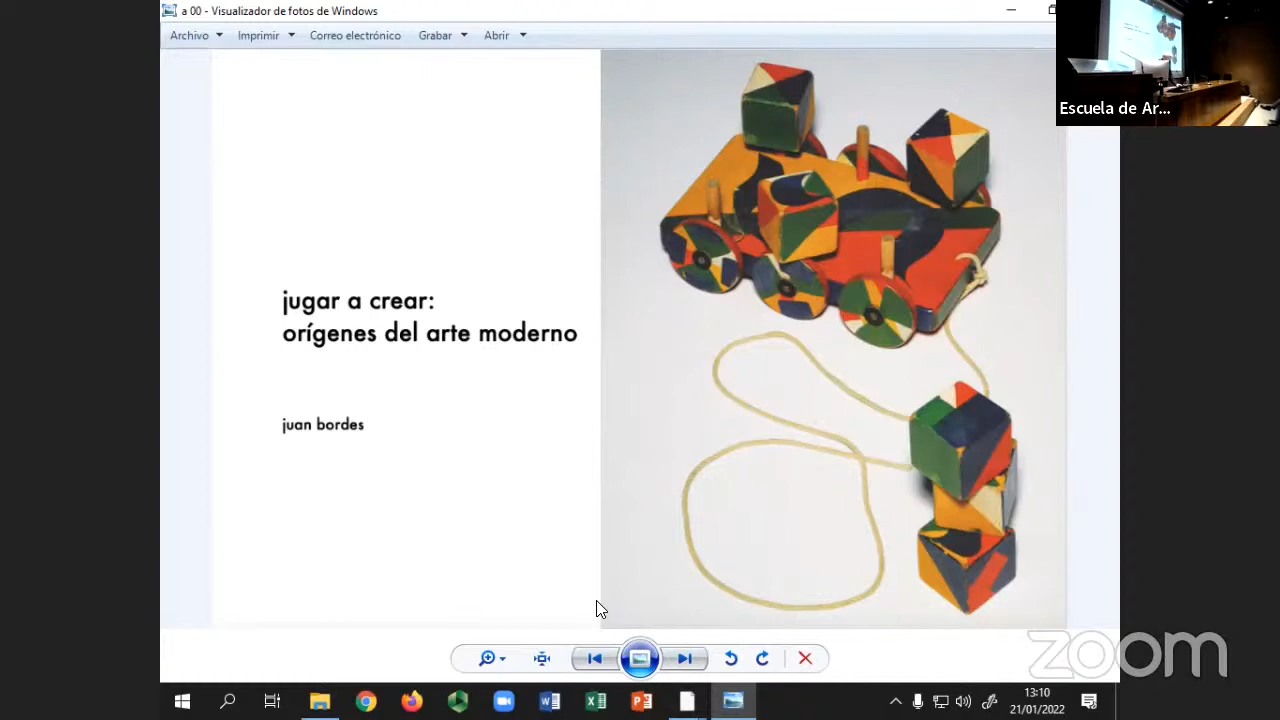 a 00 - Visualizador de fotos de Windows
Archivo
Imprimir
Correo electrónico
Grabar
Abrir
Escuela de Ar...
jugar a crear:
orígenes del arte moderno
juan bordes
zoom
13:10
21/01/2022